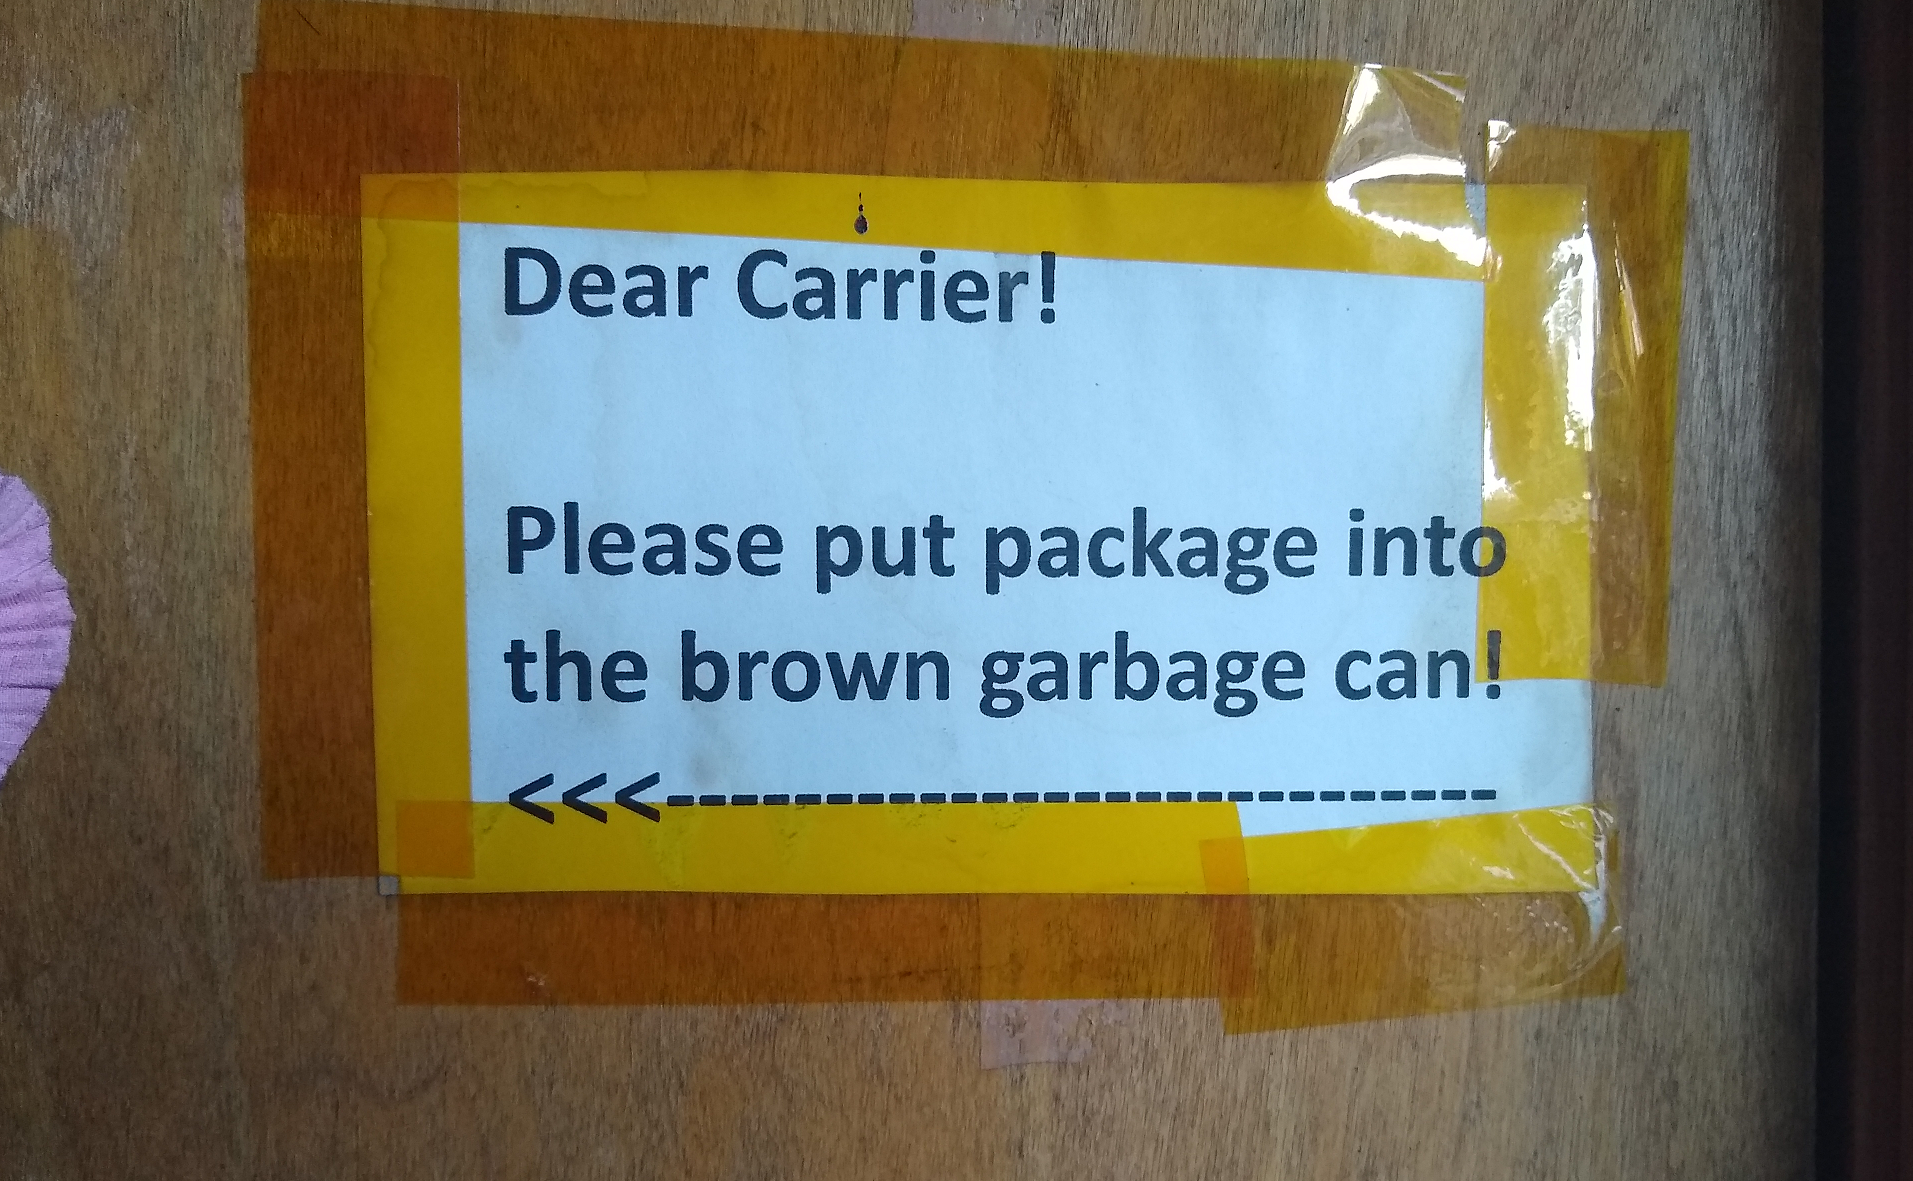 Dear Carrier!
Please put package into
the brown garbage can!
<<<--------------------------